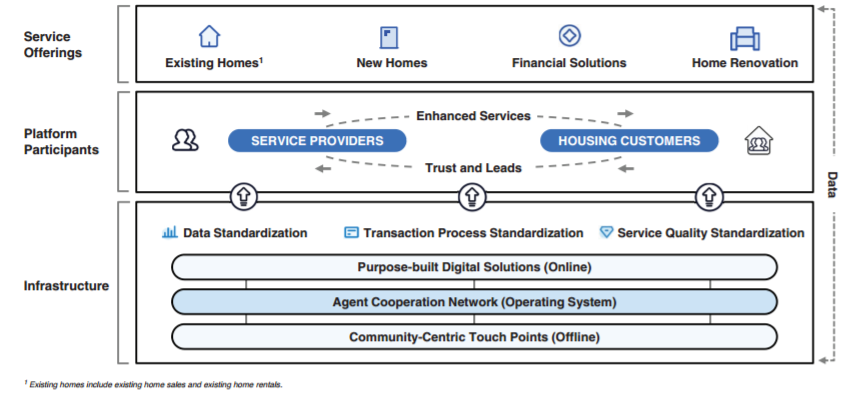 Service
Offerings
Existing Homes¹
New Homes
Financial Solutions
Home Renovation
Platform
Participants
Enhanced Services
SERVICE PROVIDERS
HOUSING CUSTOMERS
Trust and Leads
Data
Infrastructure
Data Standardization
Transaction Process Standardization
Service Quality Standardization
Purpose-built Digital Solutions (Online)
Agent Cooperation Network (Operating System)
Community-Centric Touch Points (Offline)
¹ Existing homes include existing home sales and existing home rentals.